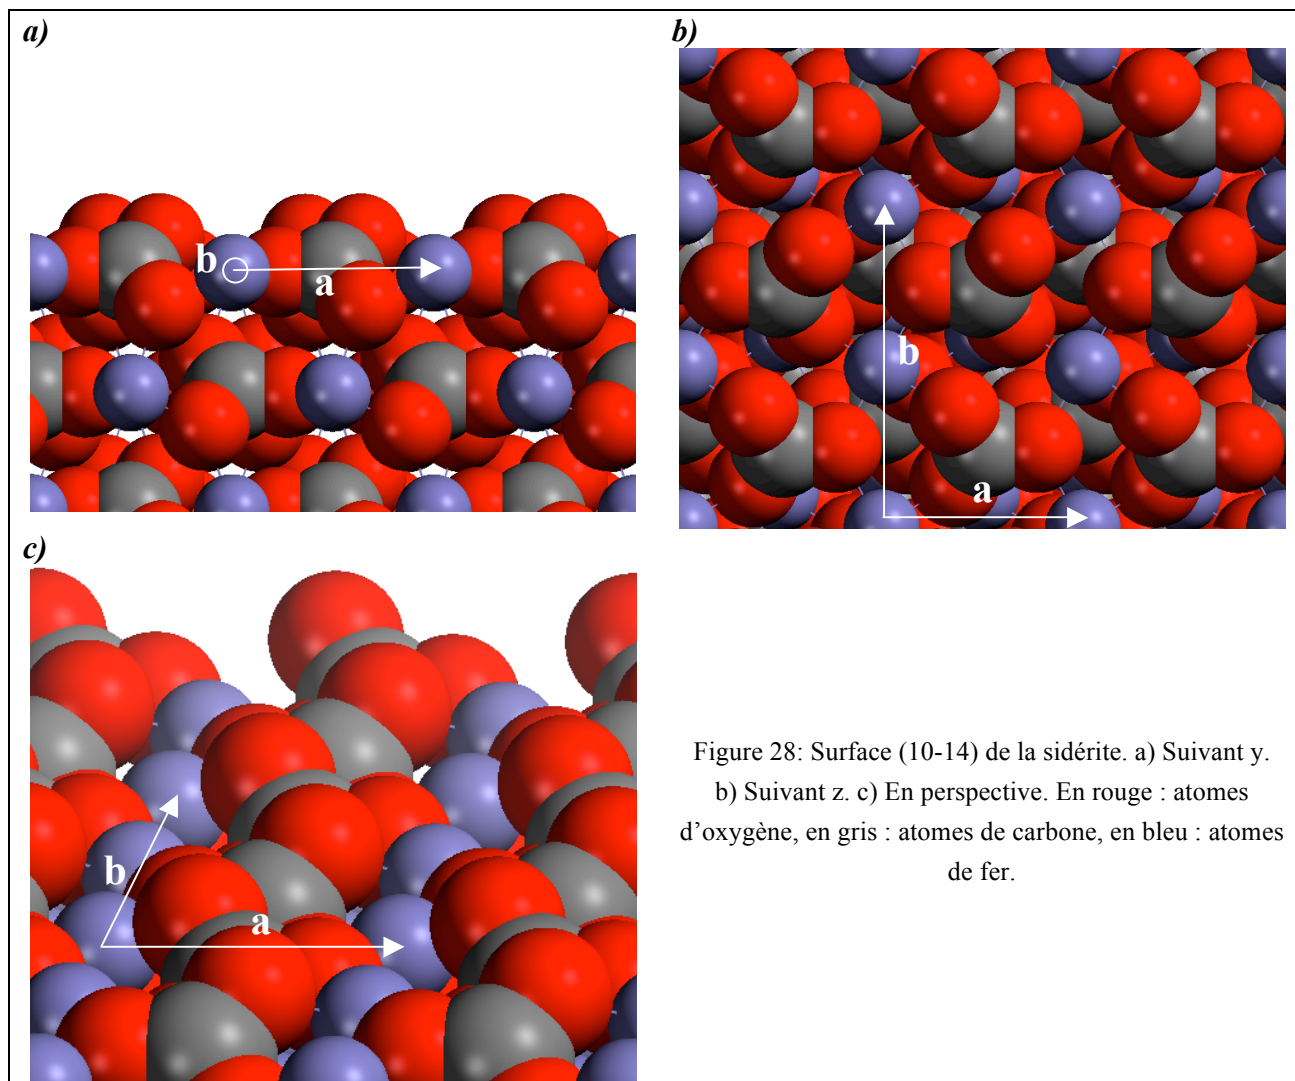 a)
b
a
b)
b
a
c)
b
a
Figure 28: Surface (10-14) de la sidérite. a) Suivant y.
b) Suivant z. c) En perspective. En rouge : atomes
d’oxygène, en gris : atomes de carbone, en bleu : atomes
de fer.